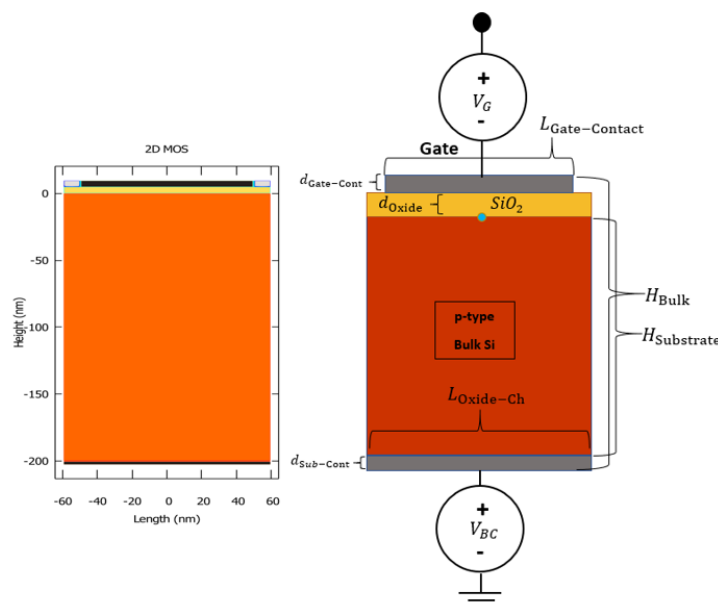 2D MOS
Height (nm)
0
-50
-100
-150
-200
-60 -40 -20 0 20 40 60
Length (nm)
+
V_G
-
Gate
L_Gate−Contact
d_Gate−Cont
d_Oxide
SiO_2
H_Bulk
H_Substrate
p-type
Bulk Si
L_Oxide−Ch
d_Sub−Cont
+
V_BC
-